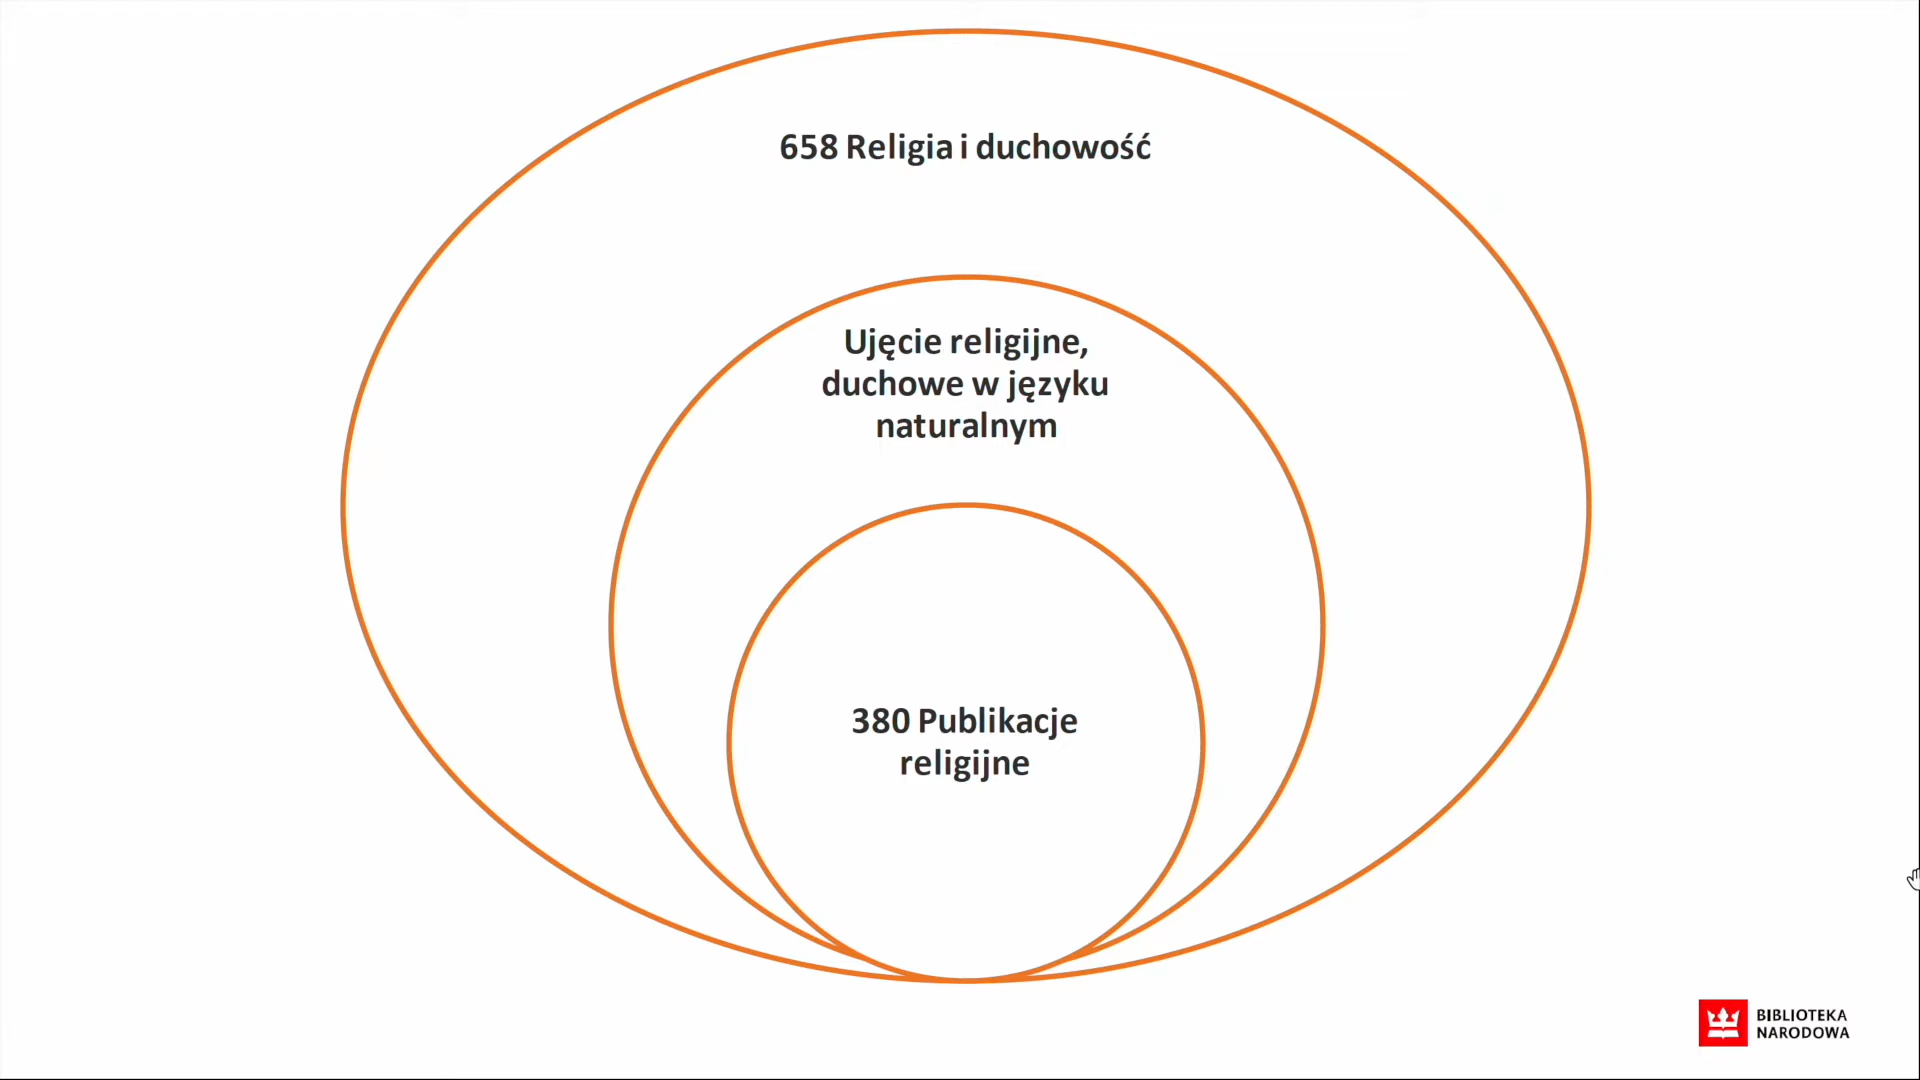 658 Religia i duchowość
Ujęcie religijne,
duchowe w języku
naturalnym
380 Publikacje
religijne
BIBLIOTEKA
NARODOWA